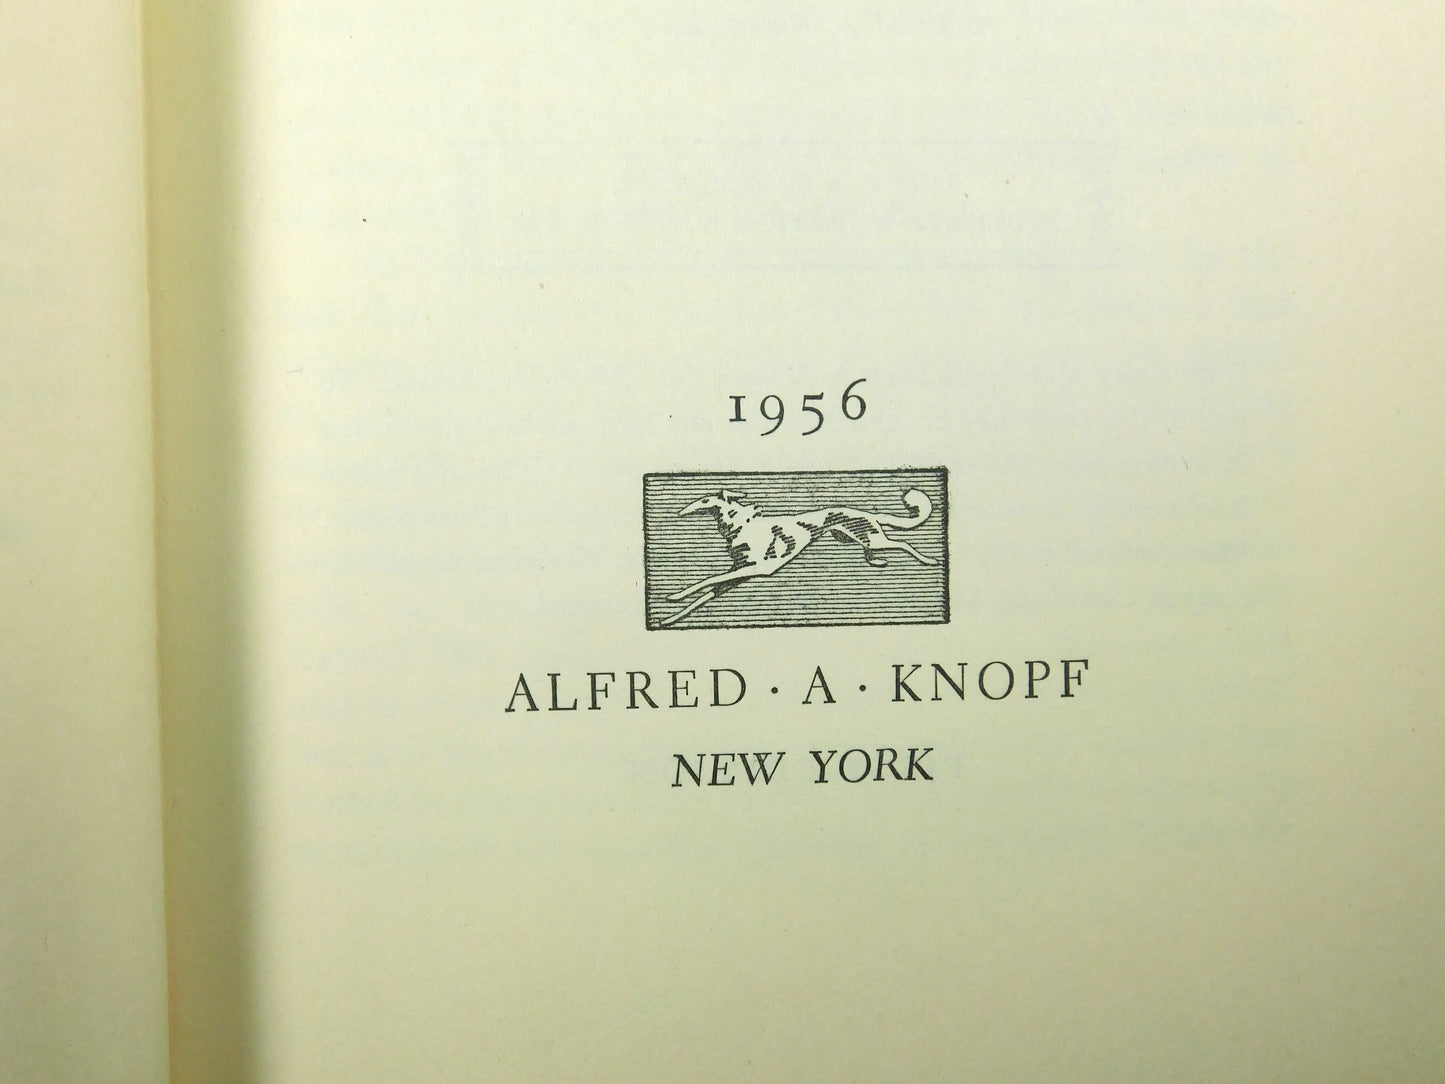 1956
ALFRED · A · KNOPF
NEW YORK